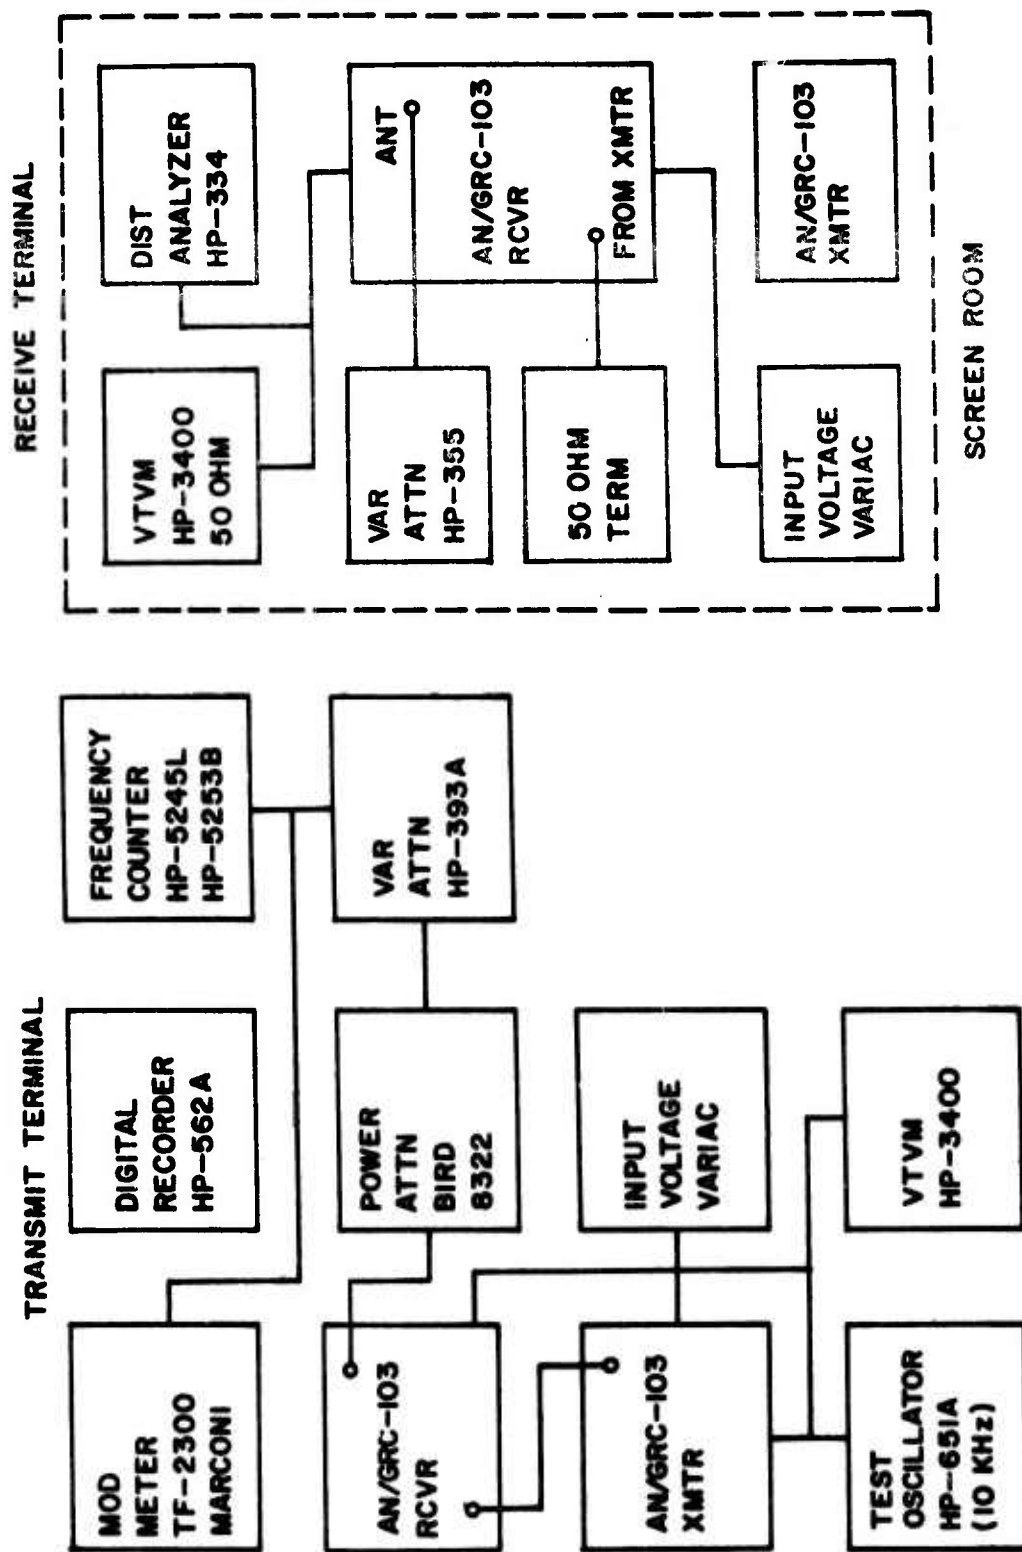 TRANSMIT TERMINAL
MOD
METER
TF-2300
MARCONI
DIGITAL
RECORDER
HP-562A
FREQUENCY
COUNTER
HP-5245L
HP-5253B
AN/GRC-103
RCVR
POWER
ATTN
BIRD
8322
VAR
ATTN
HP-393A
AN/GRC-103
XMTR
INPUT
VOLTAGE
VARIAC
TEST
OSCILLATOR
HP-651A
(10 KHz)
VTVM
HP-3400
RECEIVE TERMINAL
VTVM
HP-3400
50 OHM
DIST
ANALYZER
HP-334
VAR
ATTN
HP-355
ANT
AN/GRC-103
RCVR
FROM XMTR
50 OHM
TERM
INPUT
VOLTAGE
VARIAC
AN/GRC-103
XMTR
SCREEN ROOM